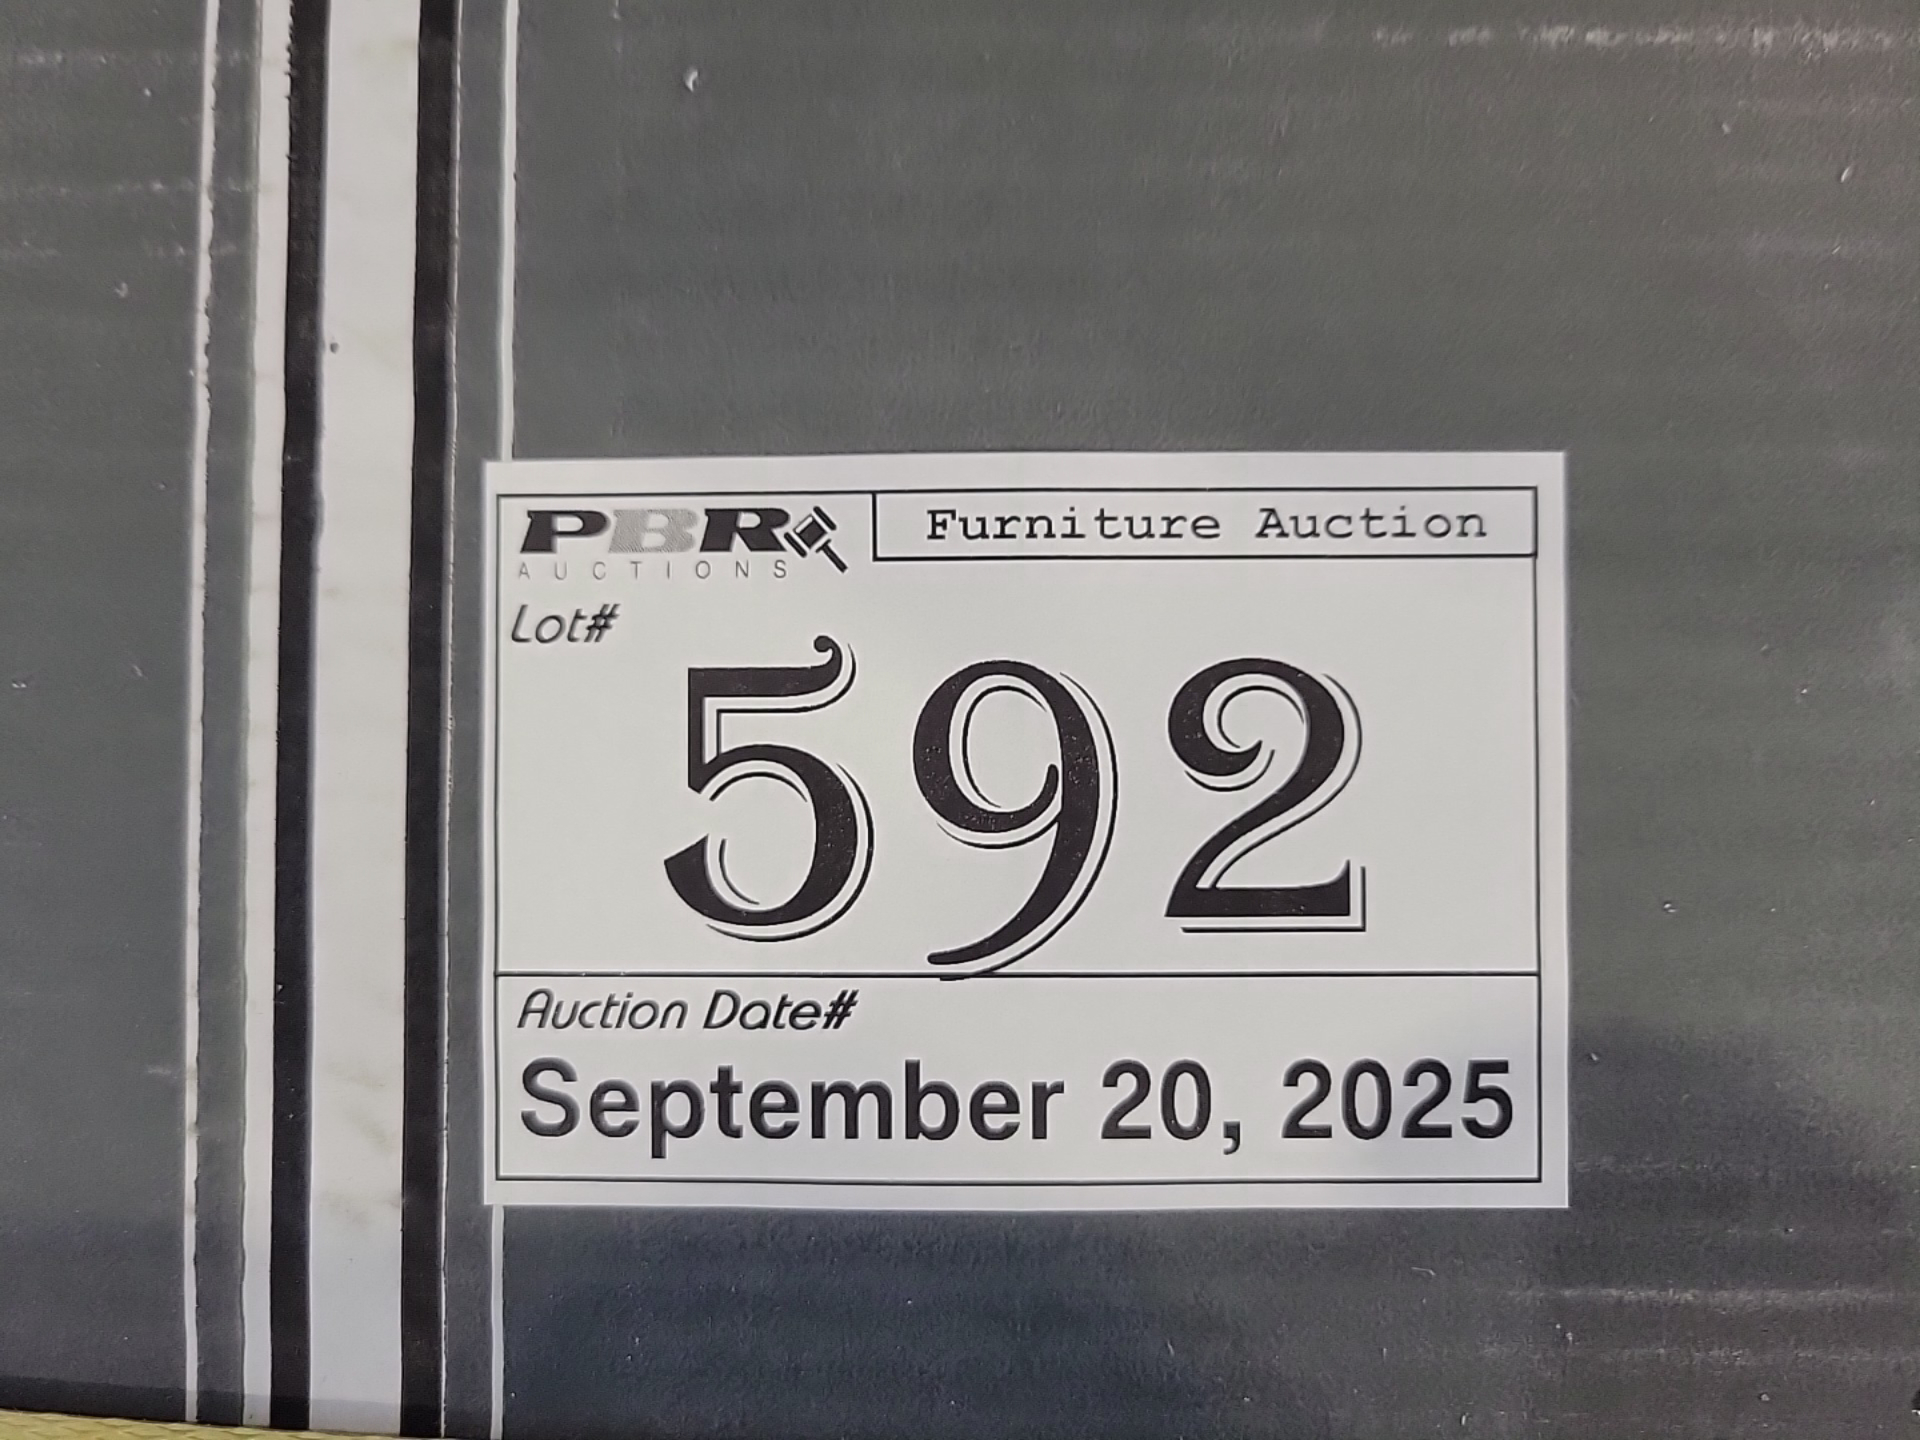 PBR
AUCTIONS
Furniture Auction
Lot#
592
Auction Date#
September 20, 2025